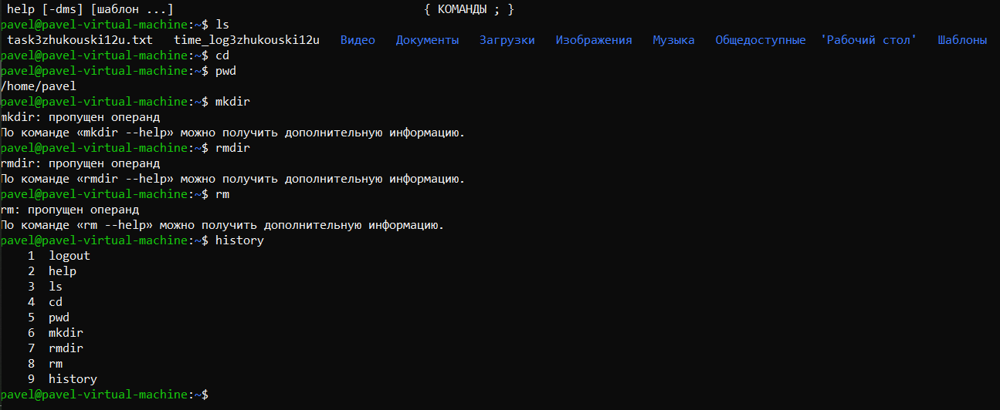 help [-dms] [шаблон ...] { КОМАНДЫ ; }
pavel@pavel-virtual-machine:~$ ls
task3zhukouski12u.txt time_log3zhukouski12u Видео Документы Загрузки Изображения Музыка Общедоступные 'Рабочий стол' Шаблоны
pavel@pavel-virtual-machine:~$ cd
pavel@pavel-virtual-machine:~$ pwd
/home/pavel
pavel@pavel-virtual-machine:~$ mkdir
mkdir: пропущен операнд
По команде «mkdir --help» можно получить дополнительную информацию.
pavel@pavel-virtual-machine:~$ rmdir
rmdir: пропущен операнд
По команде «rmdir --help» можно получить дополнительную информацию.
pavel@pavel-virtual-machine:~$ rm
rm: пропущен операнд
По команде «rm --help» можно получить дополнительную информацию.
pavel@pavel-virtual-machine:~$ history
1 logout
2 help
3 ls
4 cd
5 pwd
6 mkdir
7 rmdir
8 rm
9 history
pavel@pavel-virtual-machine:~$